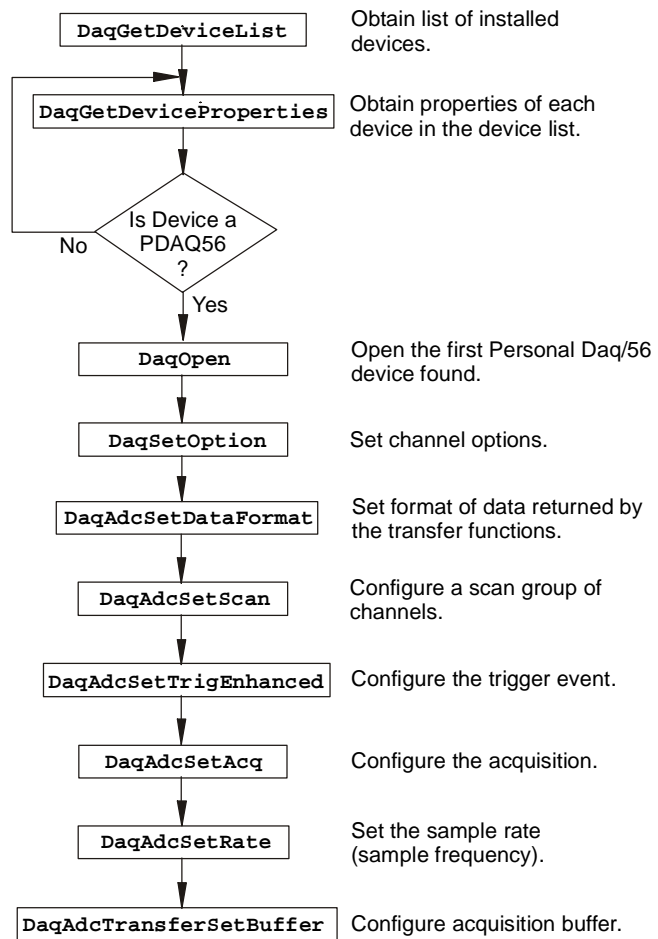 DaqGetDeviceList
Obtain list of installed
devices.
DaqGetDeviceProperties
Obtain properties of each
device in the device list.
Is Device a
PDAQ56
?
No
Yes
DaqOpen
Open the first Personal Daq/56
device found.
DaqSetOption
Set channel options.
DaqAdcSetDataFormat
Set format of data returned by
the transfer functions.
DaqAdcSetScan
Configure a scan group of
channels.
DaqAdcSetTrigEnhanced
Configure the trigger event.
DaqAdcSetAcq
Configure the acquisition.
DaqAdcSetRate
Set the sample rate
(sample frequency).
DaqAdcTransferSetBuffer
Configure acquisition buffer.